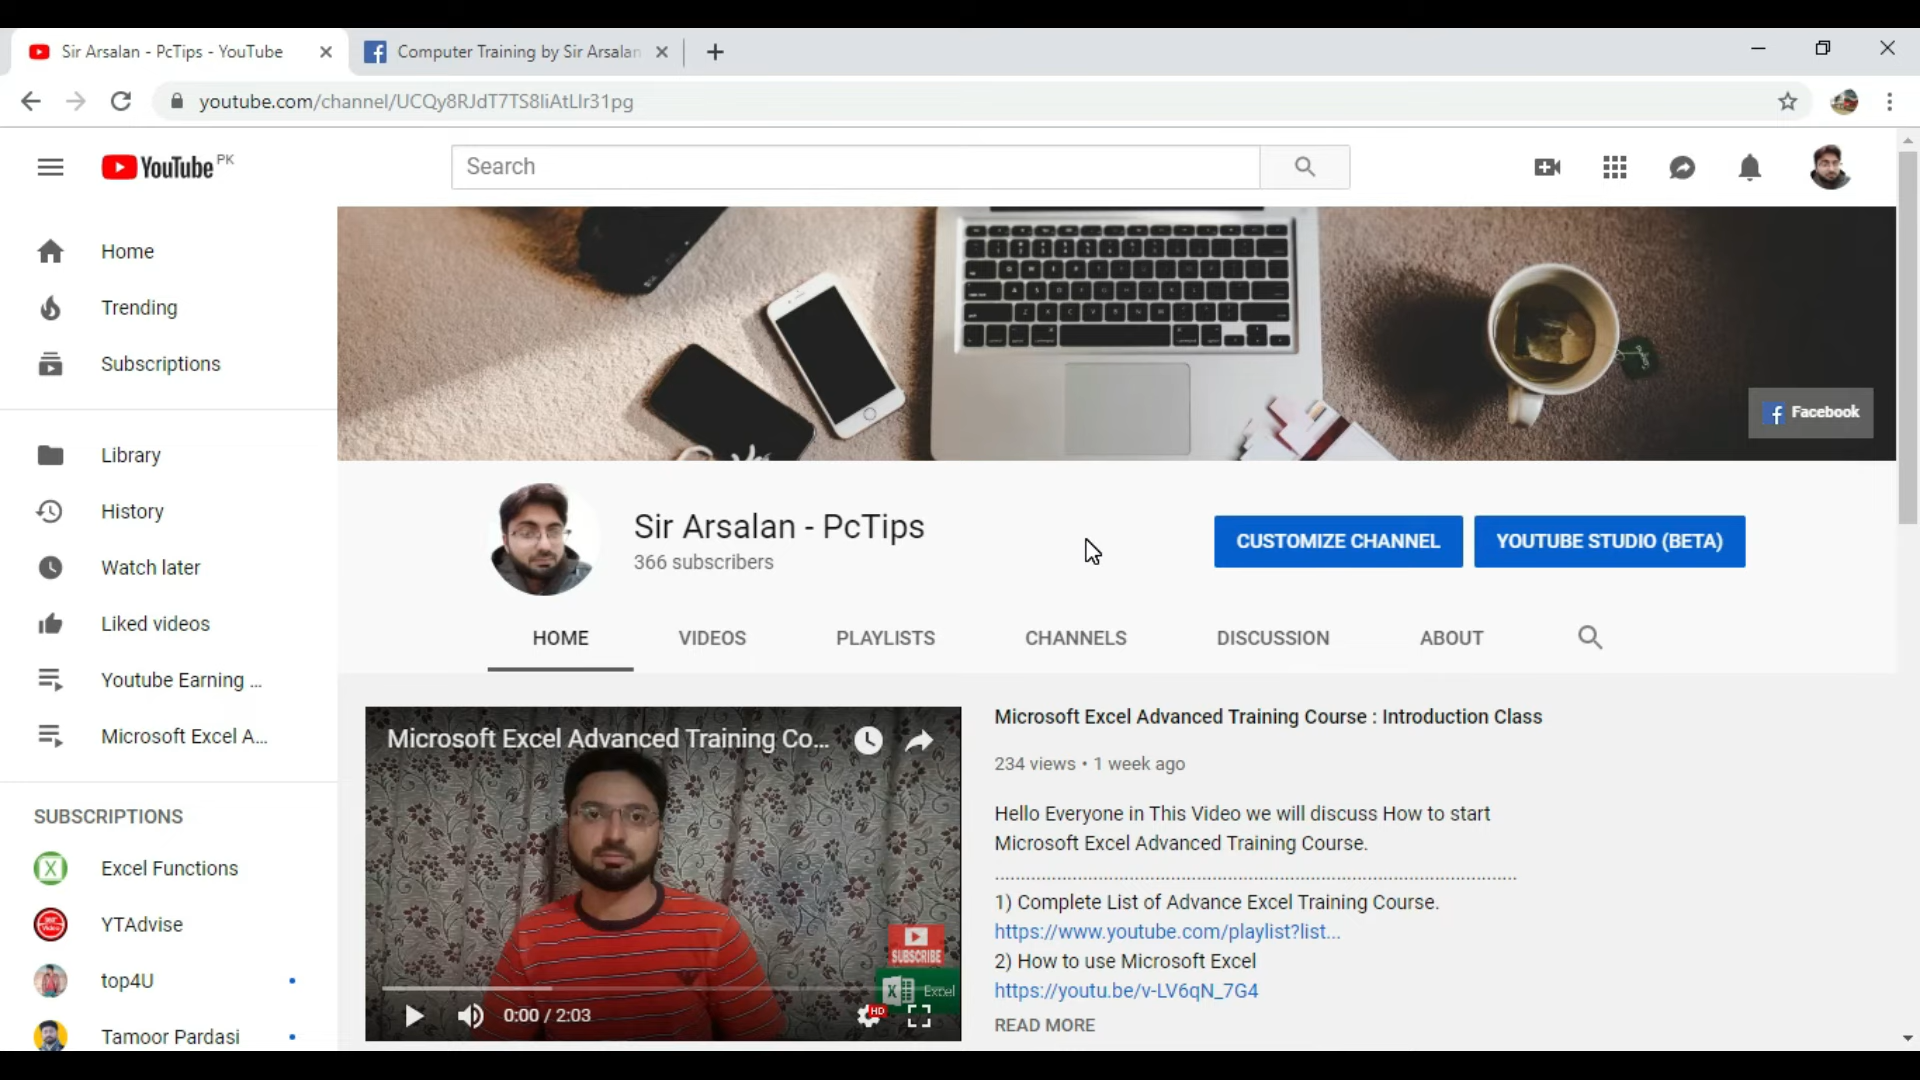 Sir Arsalan - PcTips - YouTube
Computer Training by Sir Arsalan
youtube.com/channel/UCQy8RJdT7TS8IiAtLIr31pg
YouTube PK
Search
Home
Trending
Subscriptions
Facebook
Library
History
Watch later
Liked videos
Youtube Earning ...
Microsoft Excel A...
SUBSCRIPTIONS
Excel Functions
YTAdvise
top4U
Tamoor Pardasi
Sir Arsalan - PcTips
366 subscribers
CUSTOMIZE CHANNEL
YOUTUBE STUDIO (BETA)
HOME
VIDEOS
PLAYLISTS
CHANNELS
DISCUSSION
ABOUT
Microsoft Excel Advanced Training Co...
SUBSCRIBE
Excel
0:00 / 2:03
HD
Microsoft Excel Advanced Training Course : Introduction Class
234 views • 1 week ago
Hello Everyone in This Video we will discuss How to start
Microsoft Excel Advanced Training Course.
.........................................................................................
1) Complete List of Advance Excel Training Course.
https://www.youtube.com/playlist?list...
2) How to use Microsoft Excel
https://youtu.be/v-LV6qN_7G4
READ MORE